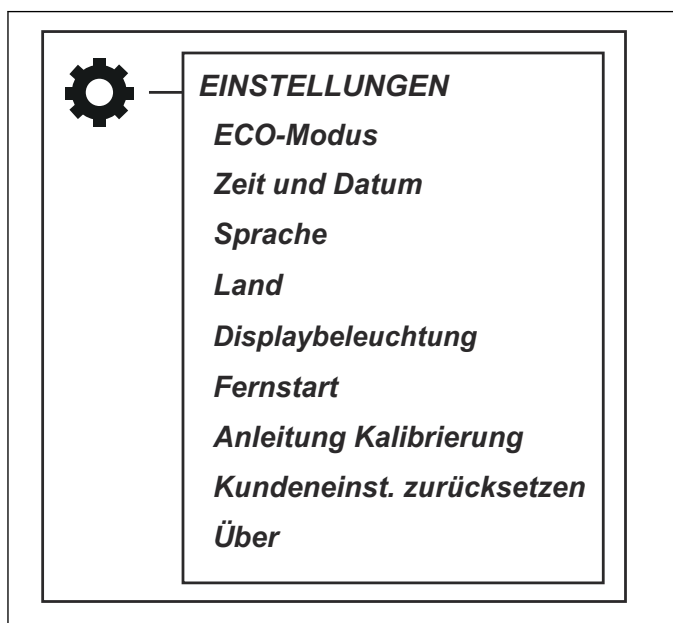 EINSTELLUNGEN
ECO-Modus
Zeit und Datum
Sprache
Land
Displaybeleuchtung
Fernstart
Anleitung Kalibrierung
Kundeneinst. zurücksetzen
Über